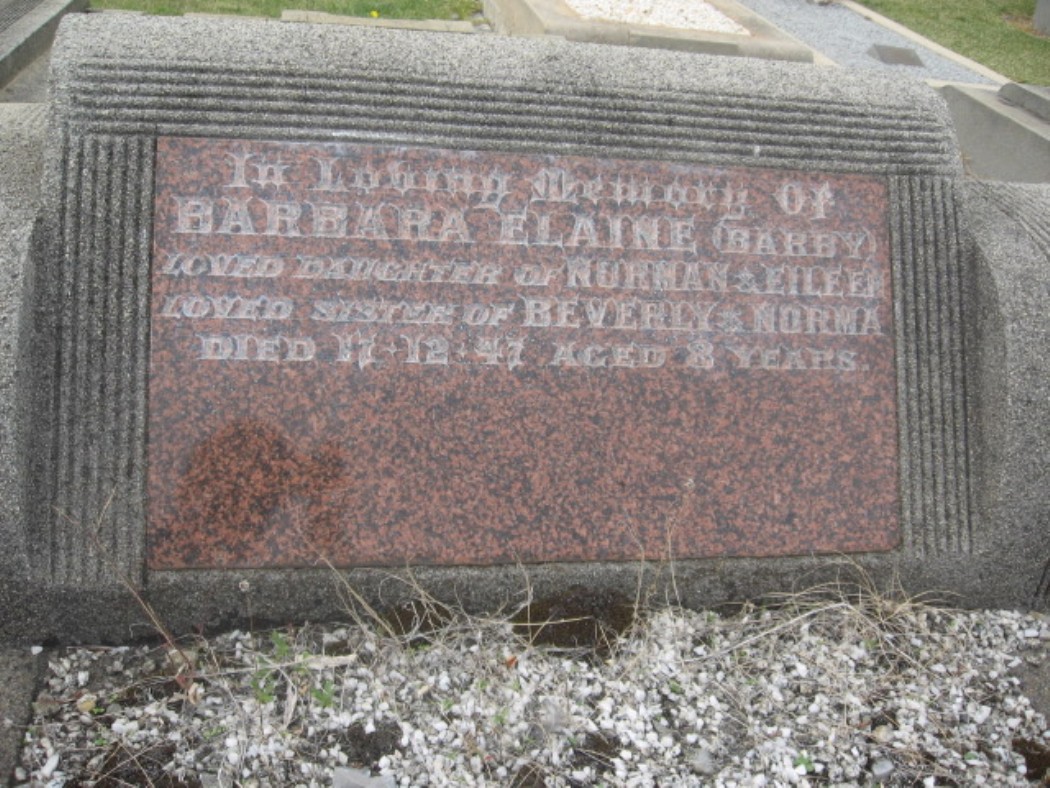 In Loving Memory Of
BARBARA ELAINE (BARBY)
LOVED DAUGHTER OF NORMAN & EILEEN
LOVED SISTER OF BEVERLY & NORMA
DIED 17·12·47 AGED 8 YEARS.